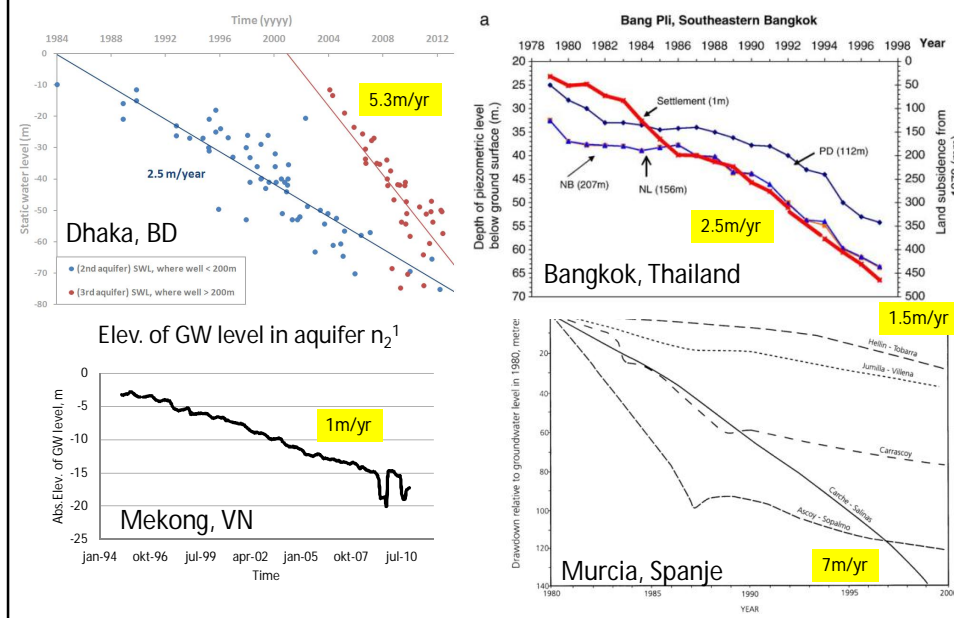 Time (yyyy)
1984 1988 1992 1996 2000 2004 2008 2012
0
-10
-20
-30
-40
-50
-60
-70
-80
Static water level (m)
5.3m/yr
2.5 m/year
Dhaka, BD
(2nd aquifer) SWL, where well < 200m
(3rd aquifer) SWL, where well > 200m
a
Bang Pli, Southeastern Bangkok
1978 1980 1982 1984 1986 1988 1990 1992 1994 1996 1998 Year
20
25
30
35
40
45
50
55
60
65
70
Depth of piezometric level
below ground surface (m.)
0
50
100
150
200
250
300
350
400
450
500
Land subsidence from
Settlement (1m)
PD (112m)
NB (207m)
NL (156m)
2.5m/yr
Bangkok, Thailand
Elev. of GW level in aquifer n₂¹
0
-5
-10
-15
-20
-25
Abs.Elev. of GW level, m
1m/yr
Mekong, VN
jan-94 okt-96 jul-99 apr-02 jan-05 okt-07 jul-10
Time
1.5m/yr
20
40
60
80
100
120
140
Drawdown relative to groundwater level in 1980, metres
Hellin - Tobarra
Jumilla - Villena
Carrascoy
Carche - Salinas
Ascoy - Sopalmo
7m/yr
Murcia, Spanje
1980 1985 1990 1995
YEAR